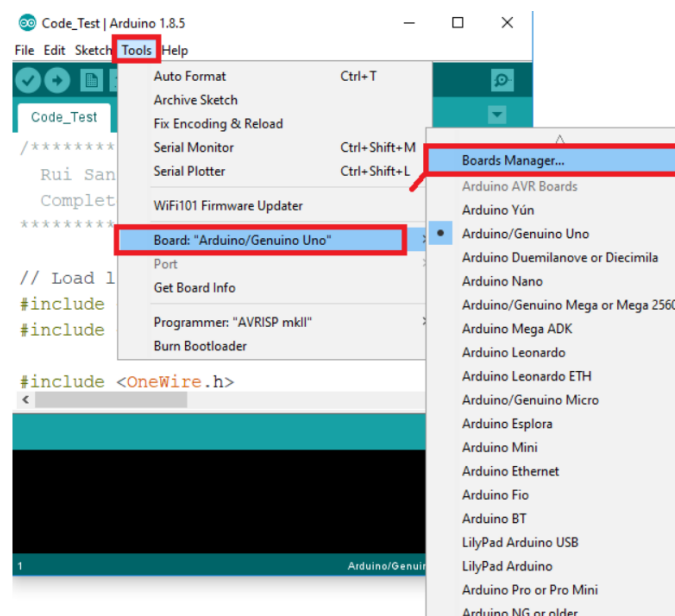 Code_Test | Arduino 1.8.5
File Edit Sketch Tools Help
Code_Test
/********
Rui San
Complet
*********
// Load l
#include
#include
#include <OneWire.h>
1
Arduino/Genuin
Auto Format Ctrl+T
Archive Sketch
Fix Encoding & Reload
Serial Monitor Ctrl+Shift+M
Serial Plotter Ctrl+Shift+L
WiFi101 Firmware Updater
Board: "Arduino/Genuino Uno"
Port
Get Board Info
Programmer: "AVRISP mkII"
Burn Bootloader
Boards Manager...
Arduino AVR Boards
Arduino Yún
Arduino/Genuino Uno
Arduino Duemilanove or Diecimila
Arduino Nano
Arduino/Genuino Mega or Mega 2560
Arduino Mega ADK
Arduino Leonardo
Arduino Leonardo ETH
Arduino/Genuino Micro
Arduino Esplora
Arduino Mini
Arduino Ethernet
Arduino Fio
Arduino BT
LilyPad Arduino USB
LilyPad Arduino
Arduino Pro or Pro Mini
Arduino NG or older